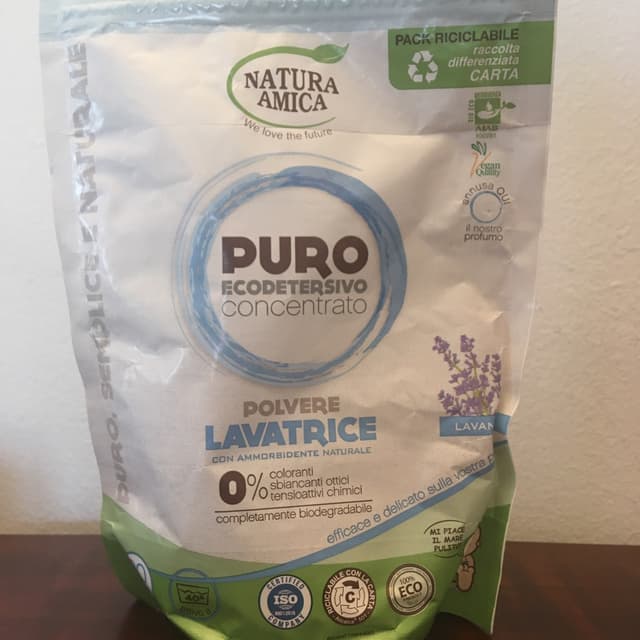 PACK RICICLABILE
raccolta
differenziata
CARTA
NATURA
AMICA
We love the future
Vegan
Quality
annusa QUI
il nostro
profumo
PURO, SEMPLICE E NATURALE
PURO
ECODETERSIVO
concentrato
POLVERE
LAVATRICE
CON AMMORBIDENTE NATURALE
LAVAN
0% coloranti
sbiancanti ottici
tensioattivi chimici
completamente biodegradabile
efficace e delicato sulla vostra
MI PIACE
IL MARE
PULITO
40°
CERTIFIED
ISO
COMPANY
RICICLABILE CON LA CARTA
C
100%
ECO